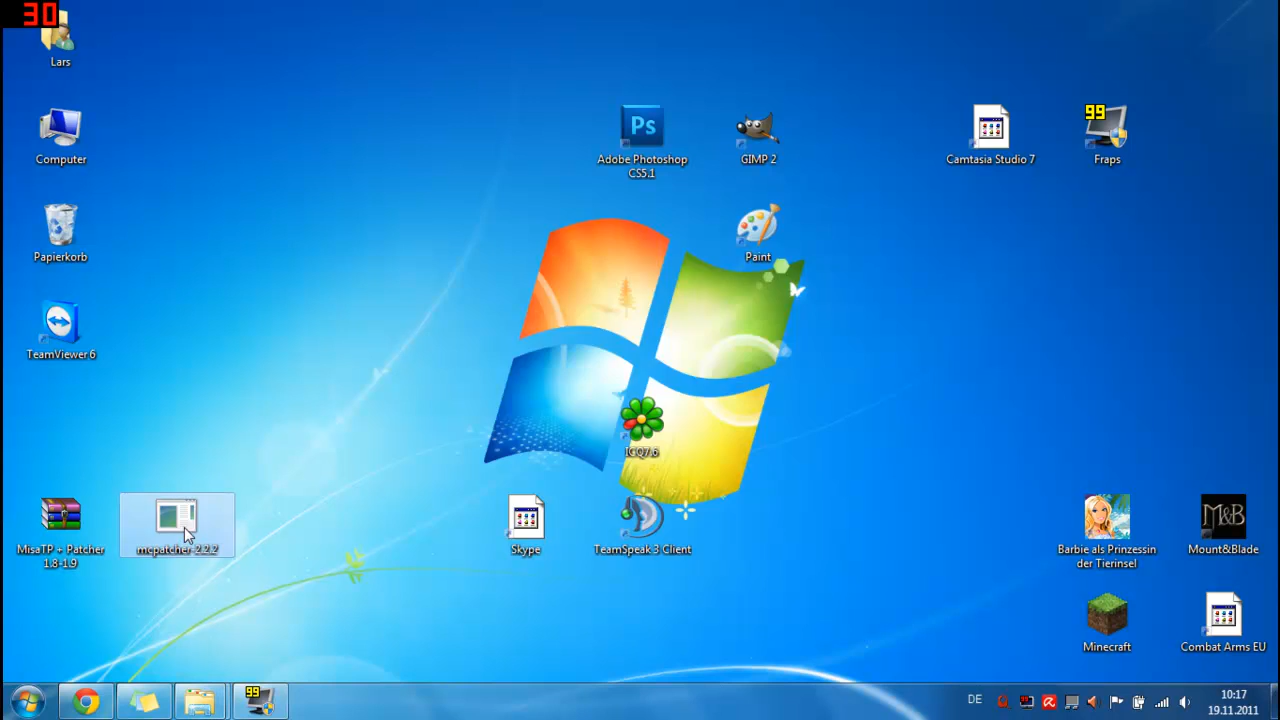 30
Lars
Computer
Papierkorb
TeamViewer 6
MisaTP + Patcher
1.8-1.9
mcpatcher-2.2.2
Ps
Adobe Photoshop
CS5.1
GIMP 2
Paint
ICQ7.6
Skype
TeamSpeak 3 Client
Camtasia Studio 7
99
Fraps
Barbie als Prinzessin
der Tierinsel
M&B
Mount&Blade
Minecraft
Combat Arms EU
99
DE
10:17
19.11.2011